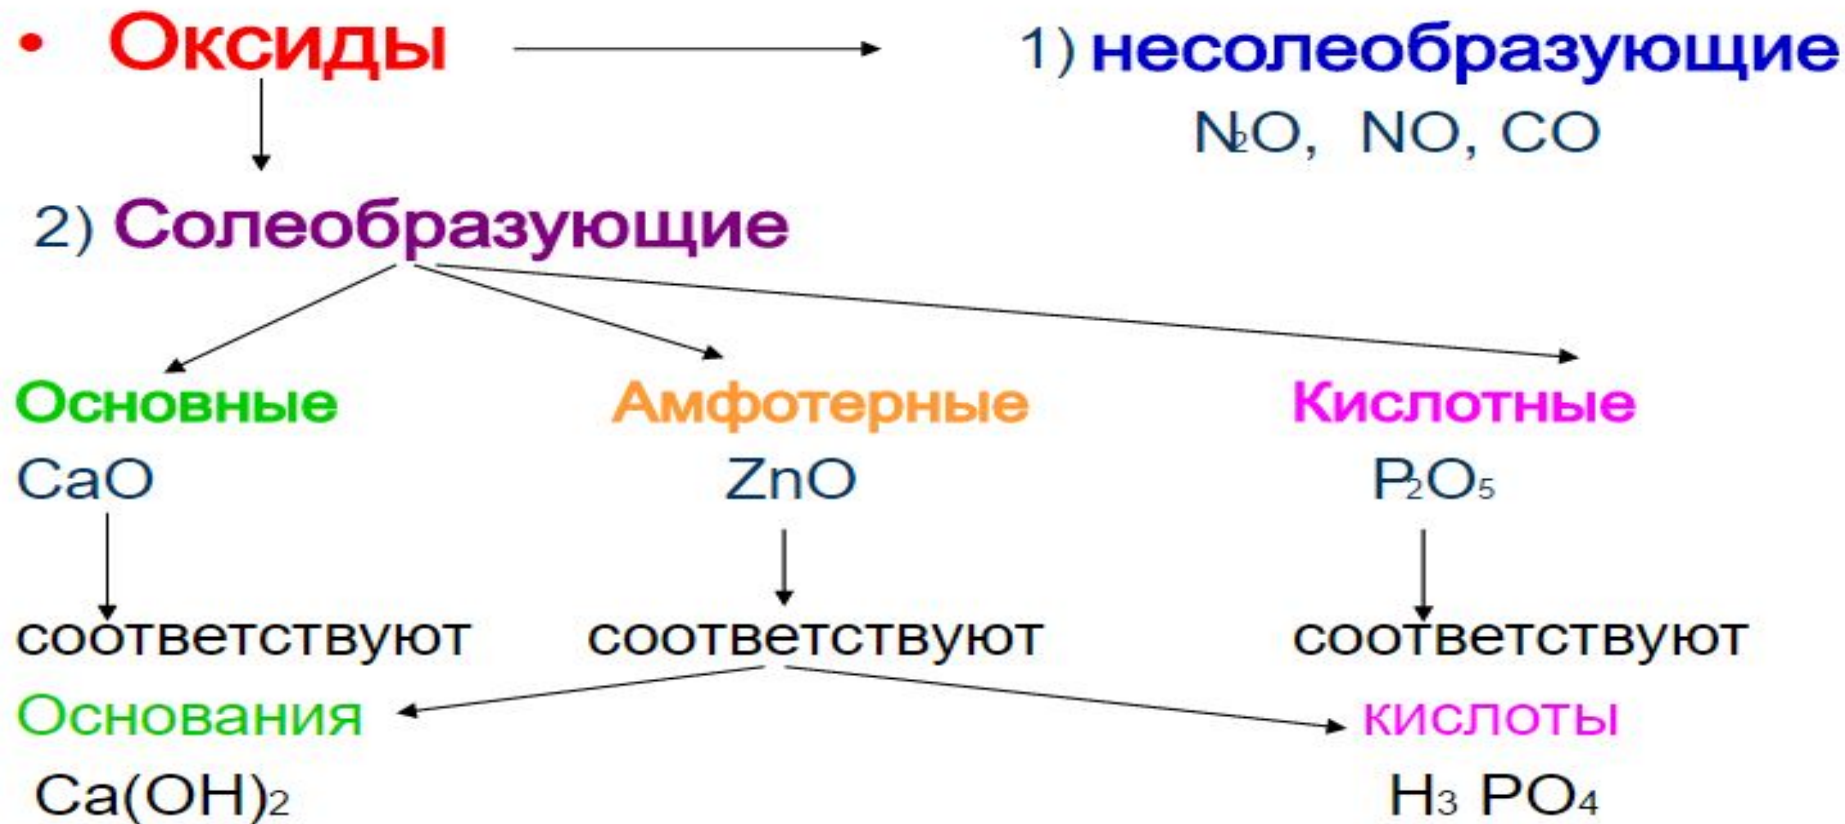 • Оксиды 1) несолеобразующие
N₂O, NO, CO
2) Солеобразующие
Основные Амфотерные Кислотные
CaO ZnO P₂O₅
соответствуют соответствуют соответствуют
Основания кислоты
Ca(OH)₂ H₃ PO₄